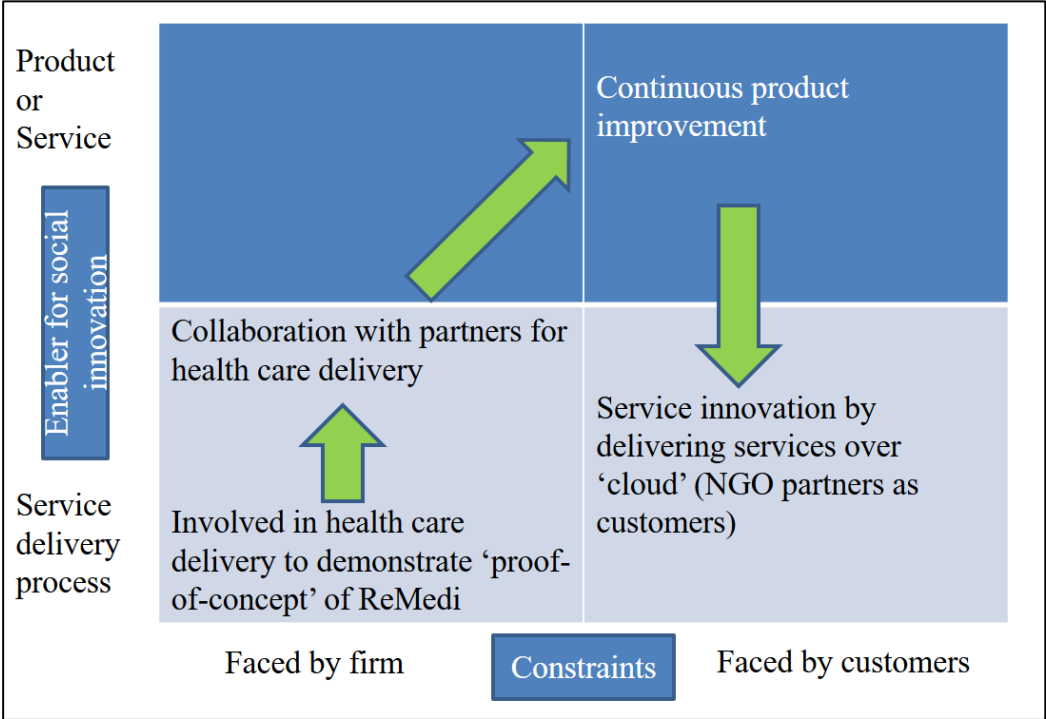 Product
or
Service
Enabler for social
innovation
Service
delivery
process
Continuous product
improvement
Collaboration with partners for
health care delivery
Involved in health care
delivery to demonstrate ‘proof-
of-concept’ of ReMedi
Service innovation by
delivering services over
‘cloud’ (NGO partners as
customers)
Faced by firm
Constraints
Faced by customers